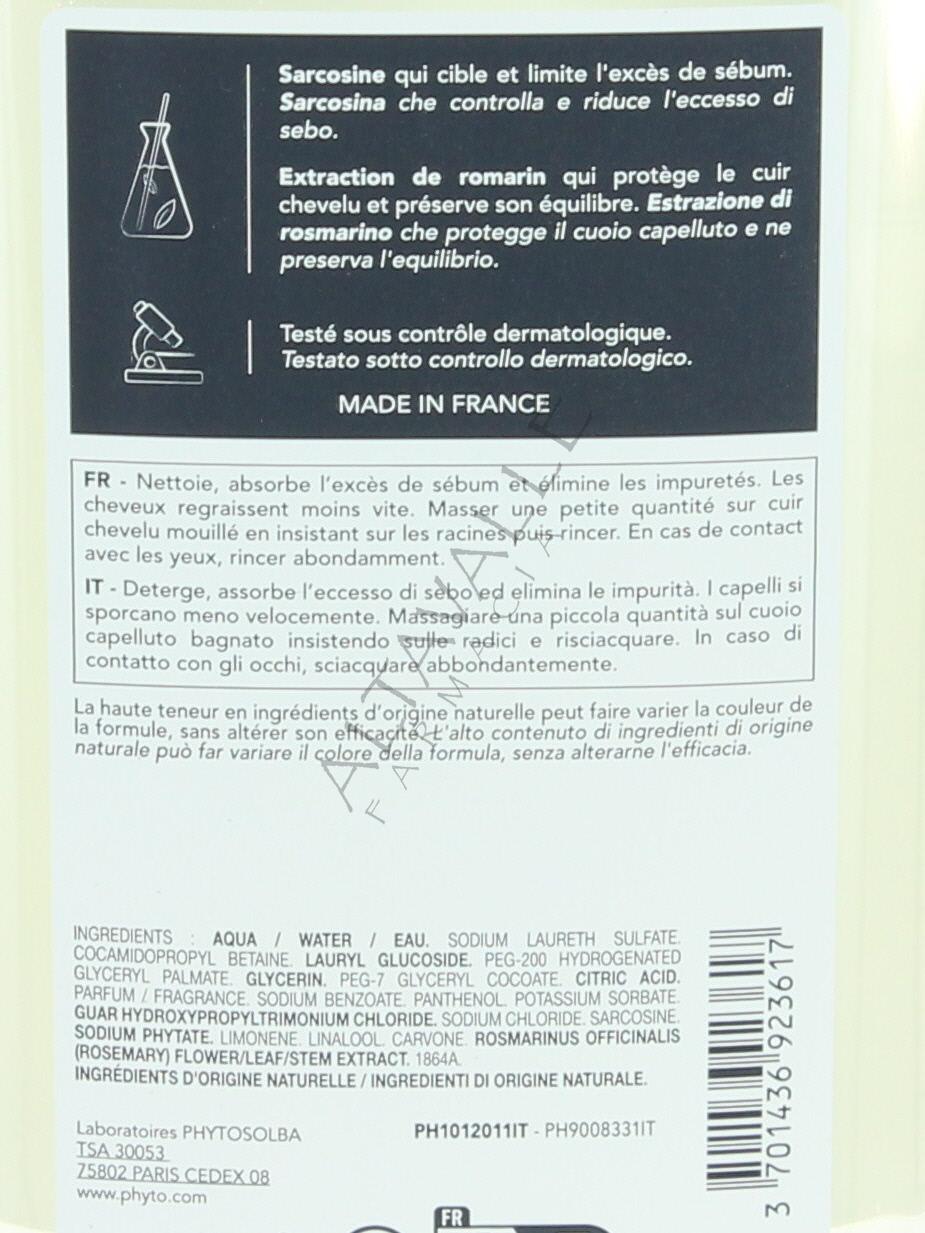 Sarcosine qui cible et limite l'excès de sébum.
Sarcosina che controlla e riduce l'eccesso di
sebo.
Extraction de romarin qui protège le cuir
chevelu et préserve son équilibre. Estrazione di
rosmarino che protegge il cuoio capelluto e ne
preserva l'equilibrio.
Testé sous contrôle dermatologique.
Testato sotto controllo dermatologico.
MADE IN FRANCE
FR - Nettoie, absorbe l'excès de sébum et élimine les impuretés. Les
cheveux regraissent moins vite. Masser une petite quantité sur cuir
chevelu mouillé en insistant sur les racines puis rincer. En cas de contact
avec les yeux, rincer abondamment.
IT - Deterge, assorbe l'eccesso di sebo ed elimina le impurità. I capelli si
sporcano meno velocemente. Massagiare una piccola quantità sul cuoio
capelluto bagnato insistendo sulle radici e risciacquare. In caso di
contatto con gli occhi, sciacquare abbondantemente.
La haute teneur en ingrédients d'origine naturelle peut faire varier la couleur de
la formule, sans altérer son efficacité. L'alto contenuto di ingredienti di origine
naturale può far variare il colore della formula, senza alterarne l'efficacia.
ALTAVALLE
FARMACIA
INGREDIENTS : AQUA / WATER / EAU. SODIUM LAURETH SULFATE.
COCAMIDOPROPYL BETAINE. LAURYL GLUCOSIDE. PEG-200 HYDROGENATED
GLYCERYL PALMATE. GLYCERIN. PEG-7 GLYCERYL COCOATE. CITRIC ACID.
PARFUM / FRAGRANCE. SODIUM BENZOATE. PANTHENOL. POTASSIUM SORBATE.
GUAR HYDROXYPROPYLTRIMONIUM CHLORIDE. SODIUM CHLORIDE. SARCOSINE.
SODIUM PHYTATE. LIMONENE. LINALOOL. CARVONE. ROSMARINUS OFFICINALIS
(ROSEMARY) FLOWER/LEAF/STEM EXTRACT. 1864A.
INGRÉDIENTS D'ORIGINE NATURELLE / INGREDIENTI DI ORIGINE NATURALE.
Laboratoires PHYTOSOLBA
TSA 30053
75802 PARIS CEDEX 08
www.phyto.com
PH1012011IT - PH9008331IT
3 701436 923617
FR